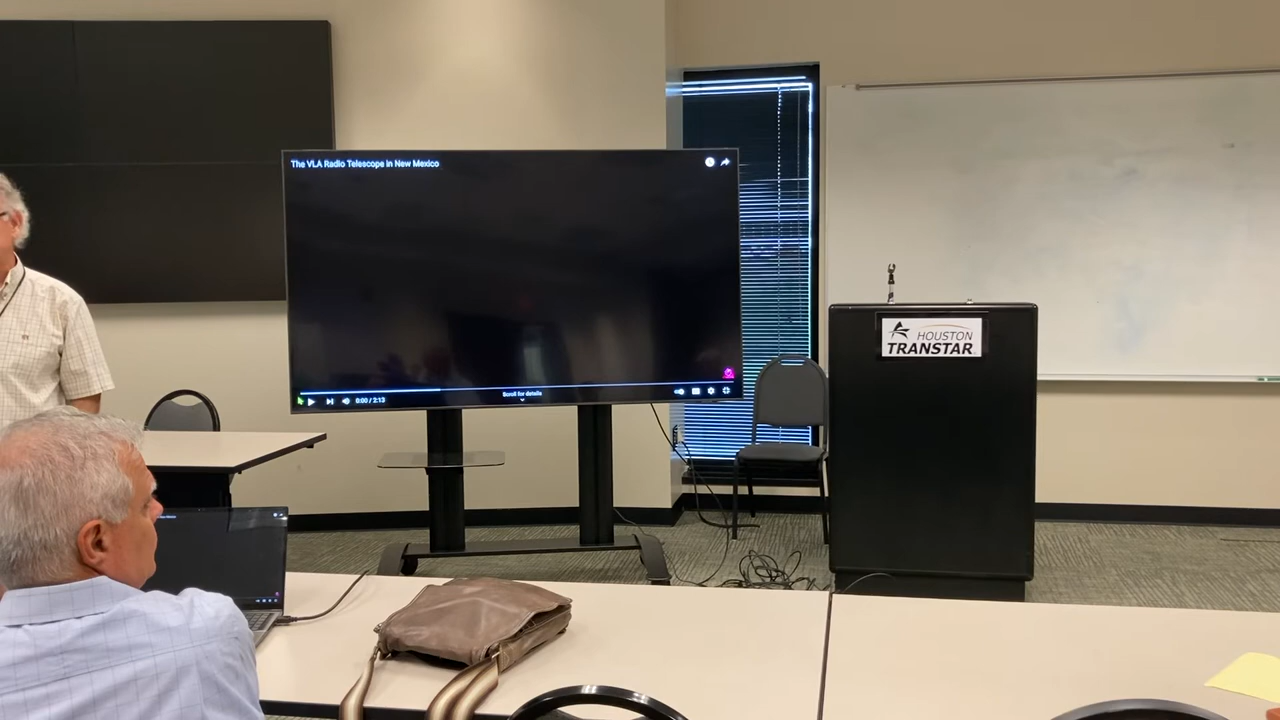 The VLA Radio Telescope in New Mexico
0:00 / 2:13
Scroll for details
HOUSTON
TRANSTAR